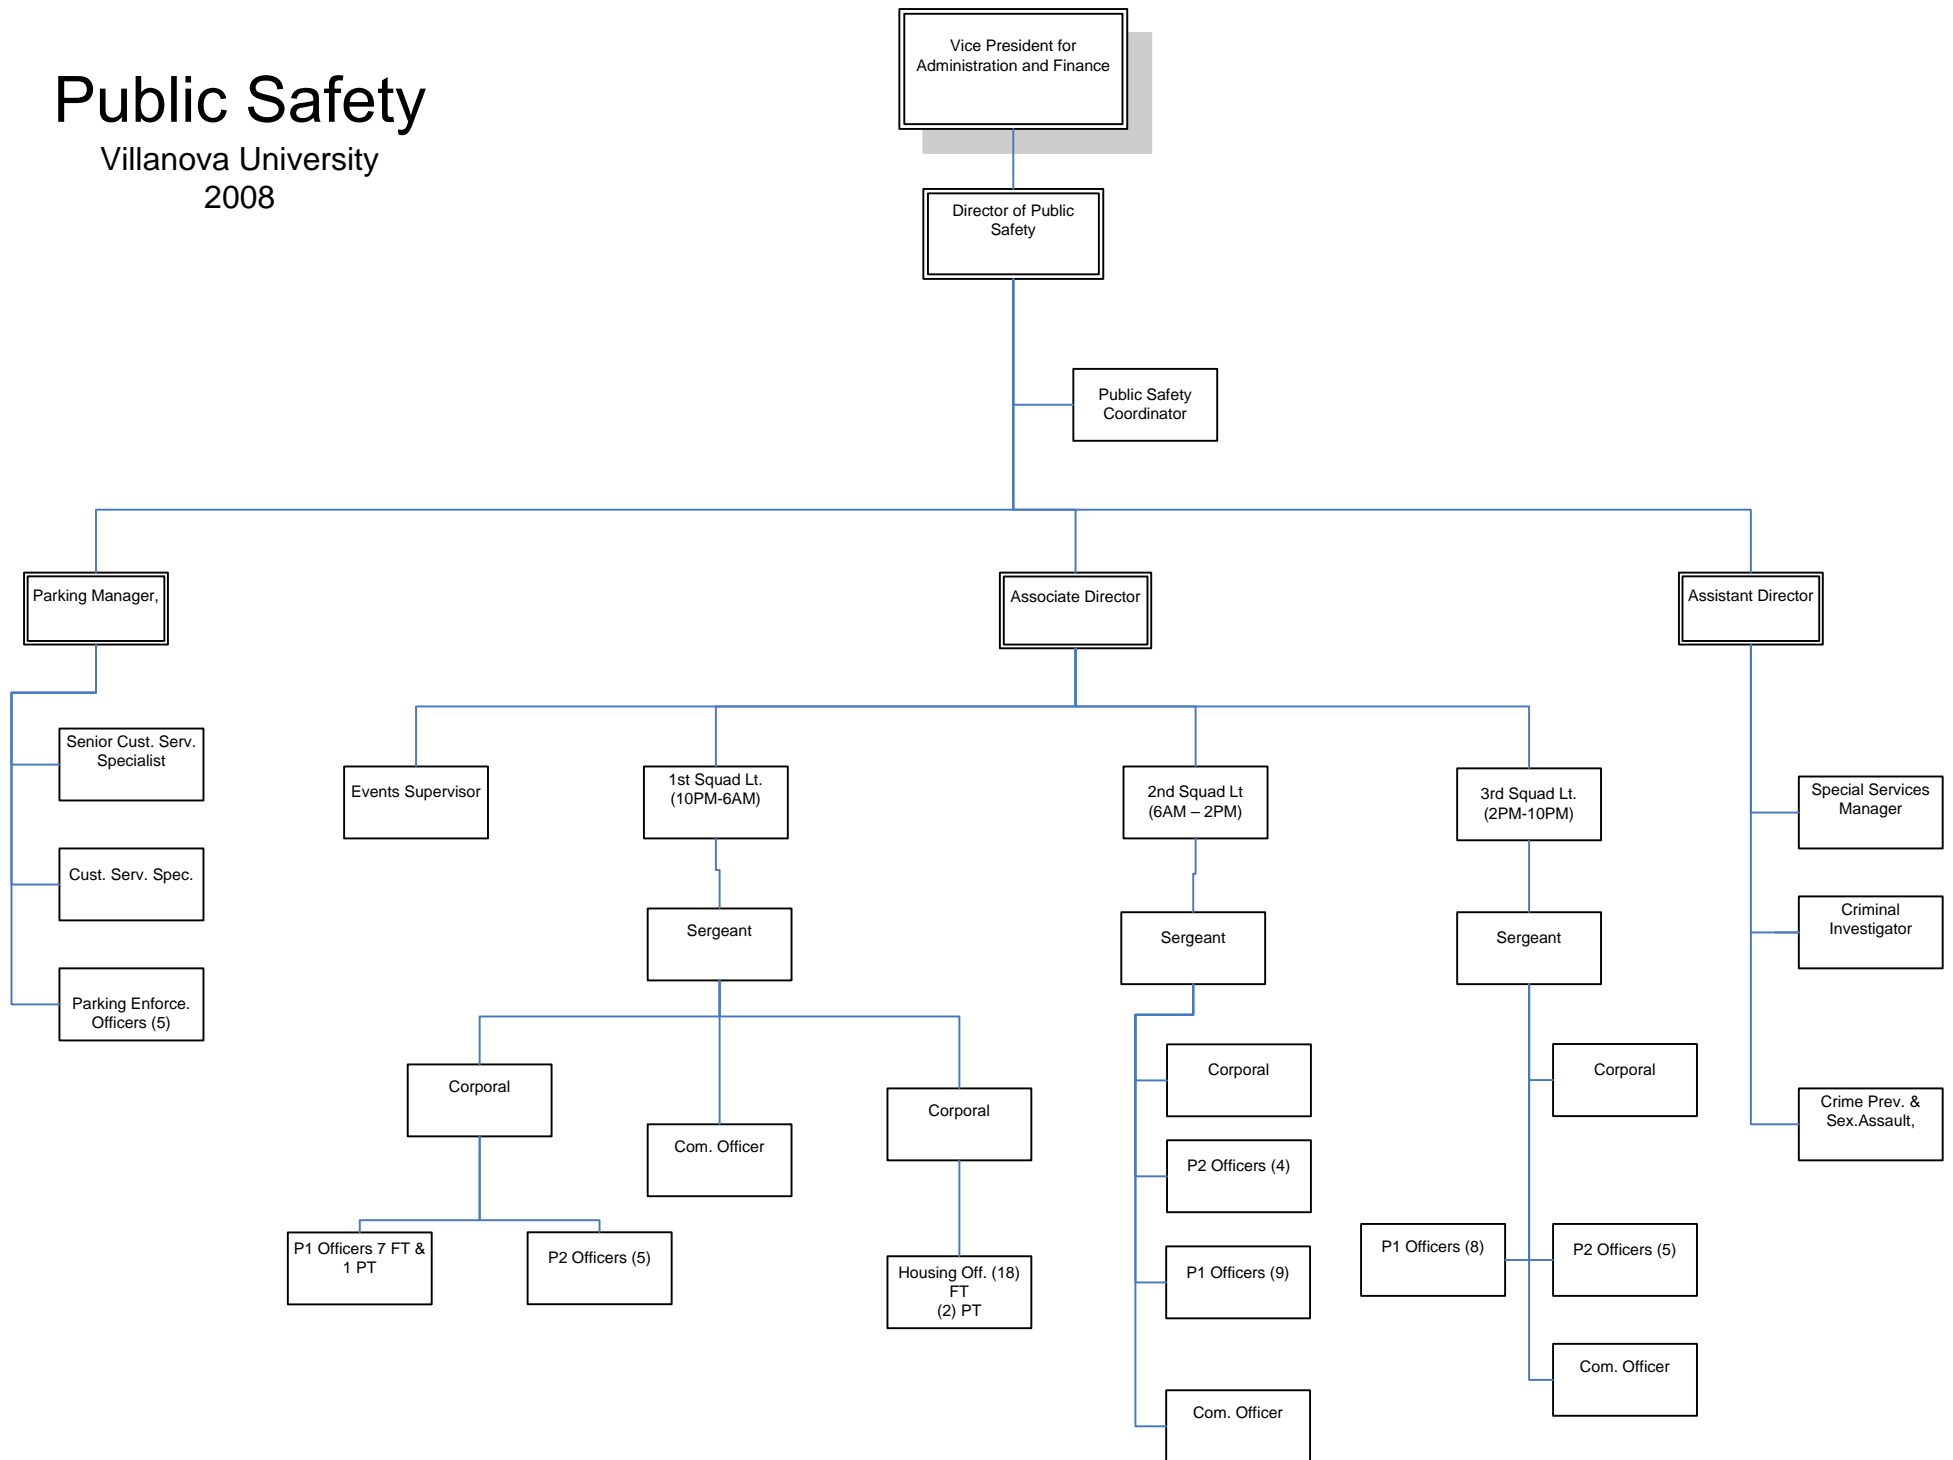 Public Safety
Villanova University
2008
Vice President for
Administration and Finance
Director of Public
Safety
Public Safety
Coordinator
Parking Manager,
Associate Director
Assistant Director
Senior Cust. Serv.
Specialist
Cust. Serv. Spec.
Parking Enforce.
Officers (5)
Events Supervisor
1st Squad Lt.
(10PM-6AM)
2nd Squad Lt
(6AM – 2PM)
3rd Squad Lt.
(2PM-10PM)
Special Services
Manager
Criminal
Investigator
Crime Prev. &
Sex.Assault,
Sergeant
Sergeant
Sergeant
Corporal
Com. Officer
Corporal
P1 Officers 7 FT &
1 PT
P2 Officers (5)
Housing Off. (18)
FT
(2) PT
Corporal
P2 Officers (4)
P1 Officers (9)
Com. Officer
Corporal
P1 Officers (8)
P2 Officers (5)
Com. Officer